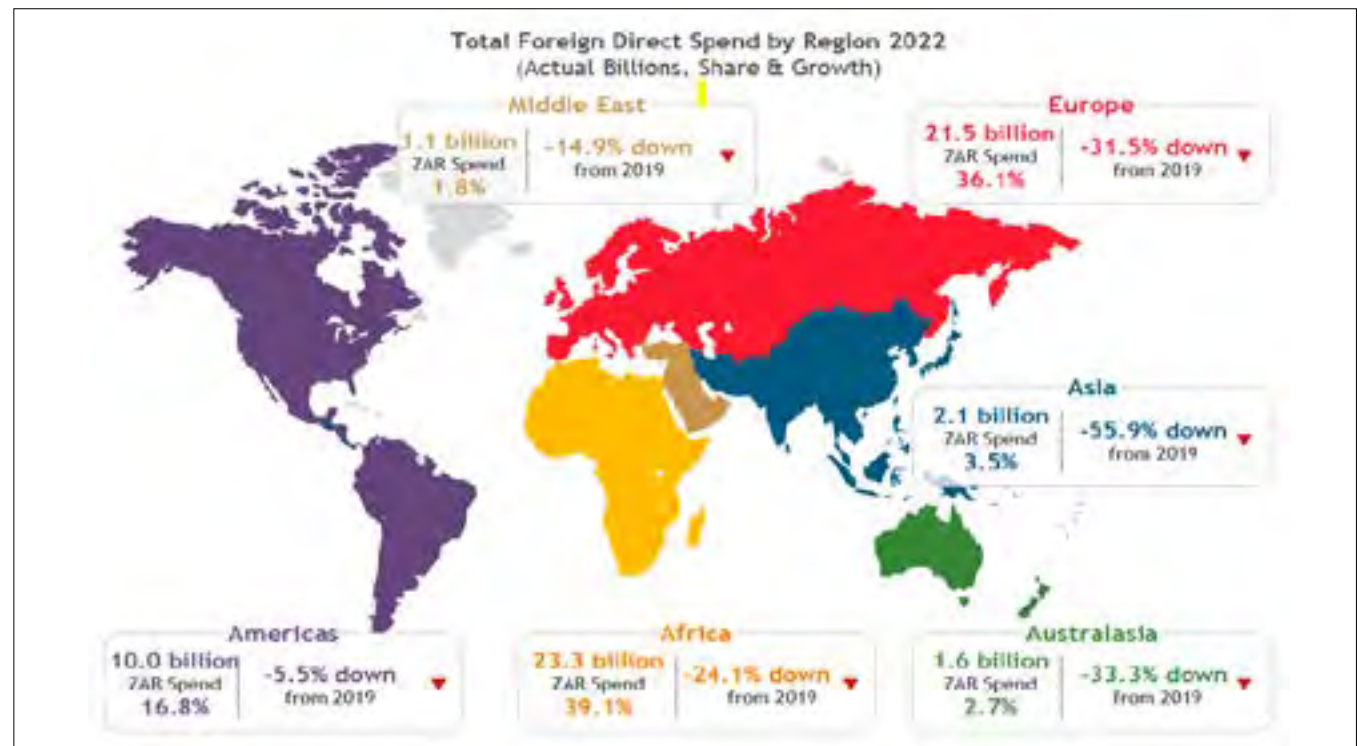 Total Foreign Direct Spend by Region 2022
(Actual Billions, Share & Growth)
Middle East
1.1 billion
ZAR Spend
1.8%
-14.9% down
from 2019
Europe
21.5 billion
ZAR Spend
36.1%
-31.5% down
from 2019
Asia
2.1 billion
ZAR Spend
3.5%
-55.9% down
from 2019
Americas
10.0 billion
ZAR Spend
16.8%
-5.5% down
from 2019
Africa
23.3 billion
ZAR Spend
39.1%
-24.1% down
from 2019
Australasia
1.6 billion
ZAR Spend
2.7%
-33.3% down
from 2019